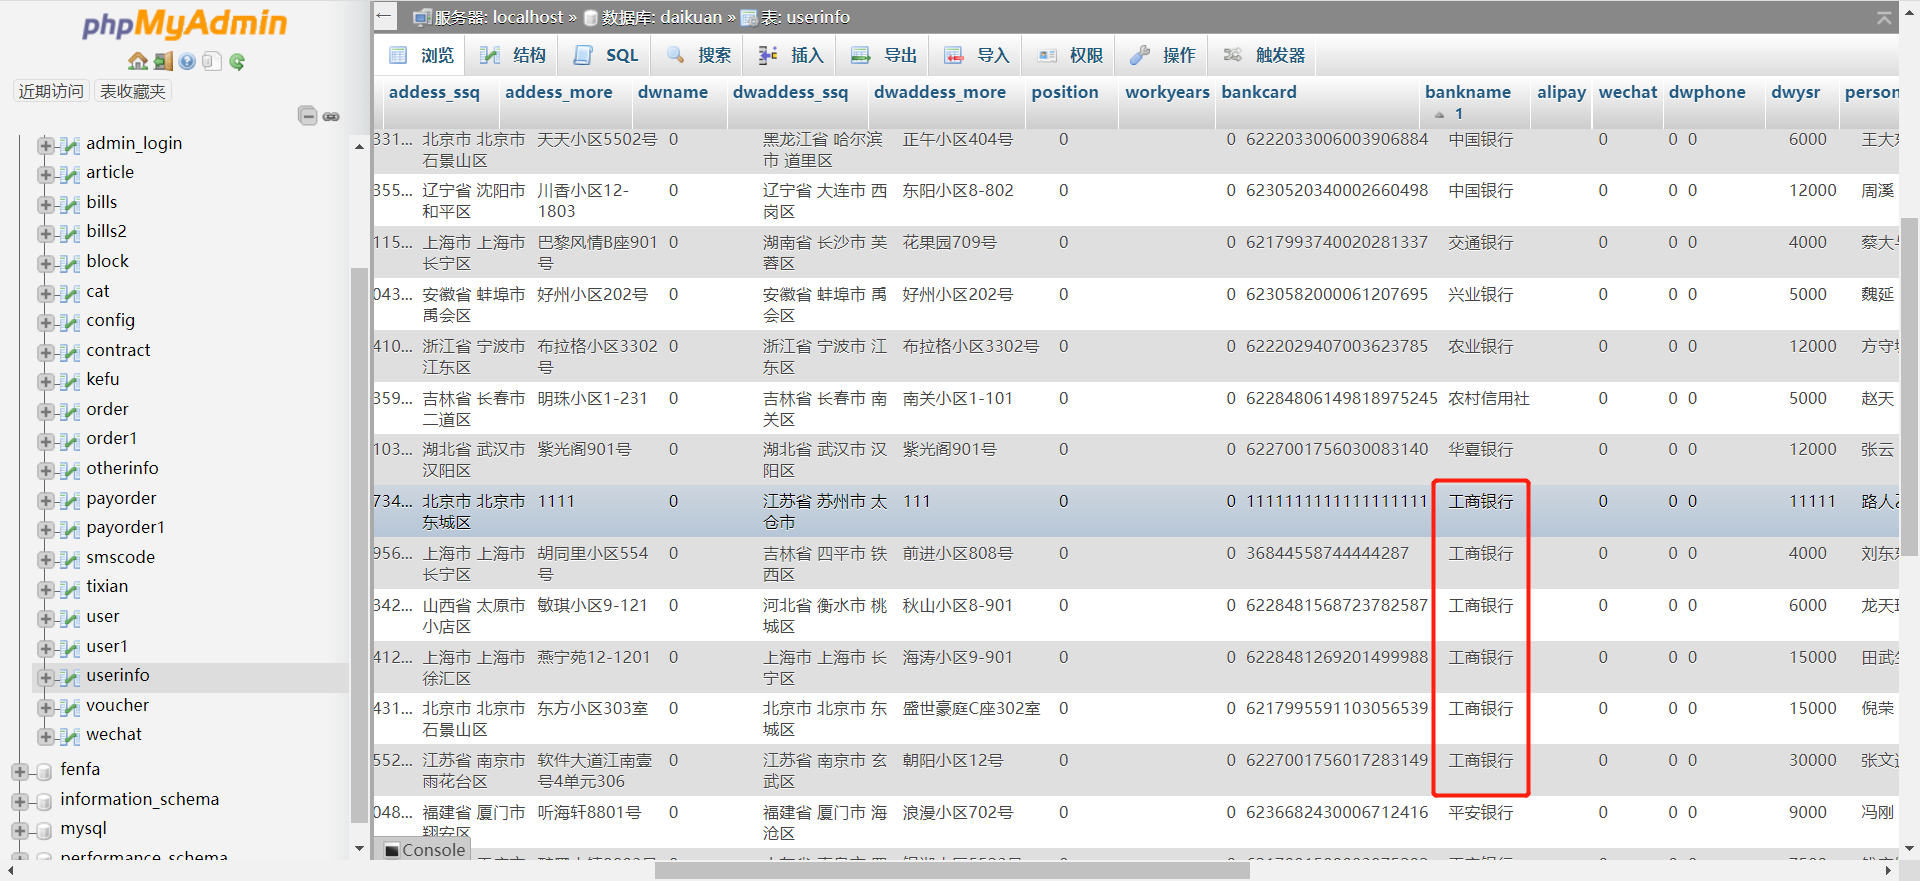 phpMyAdmin
近期访问 表收藏夹
admin_login
article
bills
bills2
block
cat
config
contract
kefu
order
order1
otherinfo
payorder
payorder1
smscode
tixian
user
user1
userinfo
voucher
wechat
fenfa
information_schema
mysql
performance_schema
服务器: localhost » 数据库: daikuan » 表: userinfo
浏览 结构 SQL 搜索 插入 导出 导入 权限 操作 触发器
addess_ssq addess_more dwname dwaddess_ssq dwaddess_more position workyears bankcard bankname 1 alipay wechat dwphone dwysr person
331... 北京市 北京市 天天小区5502号 0 黑龙江省 哈尔滨 正午小区404号 0 0 6222033006003906884 中国银行 0 0 0 6000 王大
石景山区 市 道里区
355... 辽宁省 沈阳市 川香小区12- 0 辽宁省 大连市 西 东阳小区8-802 0 0 6230520340002660498 中国银行 0 0 0 12000 周溪
和平区 1803 岗区
115... 上海市 上海市 巴黎风情B座901 0 湖南省 长沙市 芙 花果园709号 0 0 6217993740020281337 交通银行 0 0 0 4000 蔡大
长宁区 号 蓉区
043... 安徽省 蚌埠市 好州小区202号 0 安徽省 蚌埠市 禹 好州小区202号 0 0 6230582000061207695 兴业银行 0 0 0 5000 魏延
禹会区 会区
410... 浙江省 宁波市 布拉格小区3302 0 浙江省 宁波市 江 布拉格小区3302号 0 0 6222029407003623785 农业银行 0 0 0 12000 方守
江东区 号 东区
359... 吉林省 长春市 明珠小区1-231 0 吉林省 长春市 南 南关小区1-101 0 0 62284806149818975245 农村信用社 0 0 0 5000 赵天
二道区 关区
103... 湖北省 武汉市 紫光阁901号 0 湖北省 武汉市 汉 紫光阁901号 0 0 6227001756030083140 华夏银行 0 0 0 12000 张云
汉阳区 阳区
734... 北京市 北京市 1111 0 江苏省 苏州市 太 111 0 0 1111111111111111111 工商银行 0 0 0 11111 路人
东城区 仓市
956... 上海市 上海市 胡同里小区554 0 吉林省 四平市 铁 前进小区808号 0 0 36844558744444287 工商银行 0 0 0 4000 刘东
长宁区 号 西区
342... 山西省 太原市 敏琪小区9-121 0 河北省 衡水市 桃 秋山小区8-901 0 0 6228481568723782587 工商银行 0 0 0 6000 龙天
小店区 城区
412... 上海市 上海市 燕宁苑12-1201 0 上海市 上海市 长 海涛小区9-901 0 0 6228481269201499988 工商银行 0 0 0 15000 田武
徐汇区 宁区
431... 北京市 北京市 东方小区303室 0 北京市 北京市 东 盛世豪庭C座302室 0 0 6217995591103056539 工商银行 0 0 0 15000 倪荣
石景山区 城区
552... 江苏省 南京市 软件大道江南壹 0 江苏省 南京市 玄 朝阳小区12号 0 0 6227001756017283149 工商银行 0 0 0 30000 张文
雨花台区 号4单元306 武区
048... 福建省 厦门市 听海轩8801号 0 福建省 厦门市 海 浪漫小区702号 0 0 6236682430006712416 平安银行 0 0 0 9000 冯刚
翔安区 沧区
Console